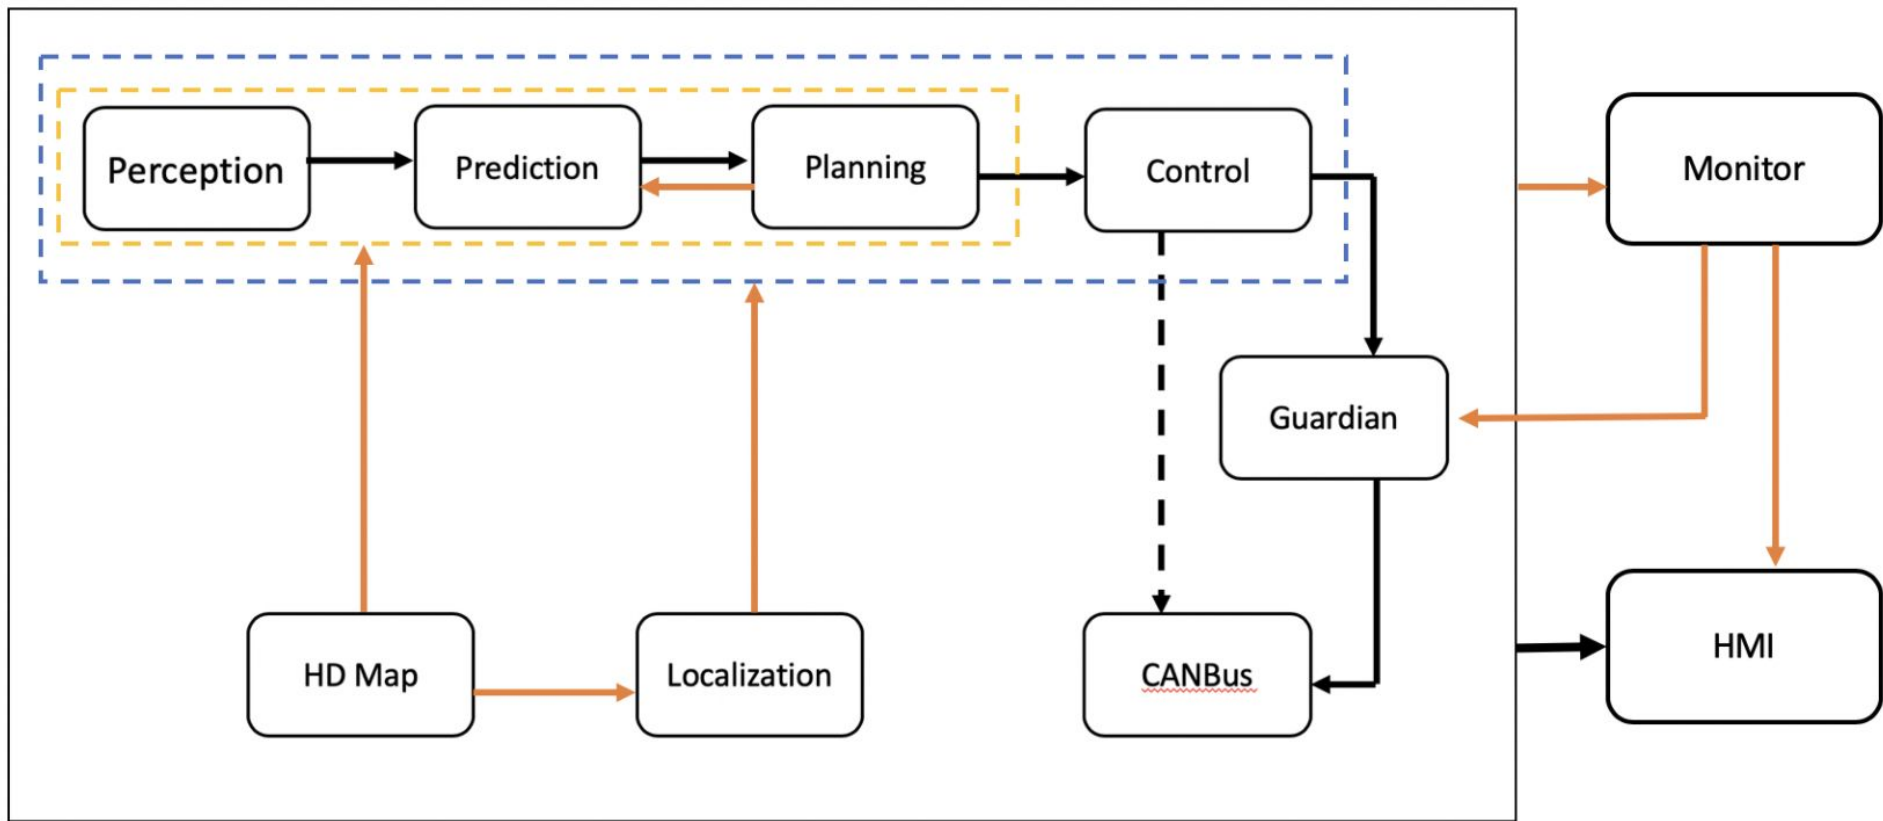 Perception
Prediction
Planning
Control
Monitor
Guardian
HD Map
Localization
CANBus
HMI